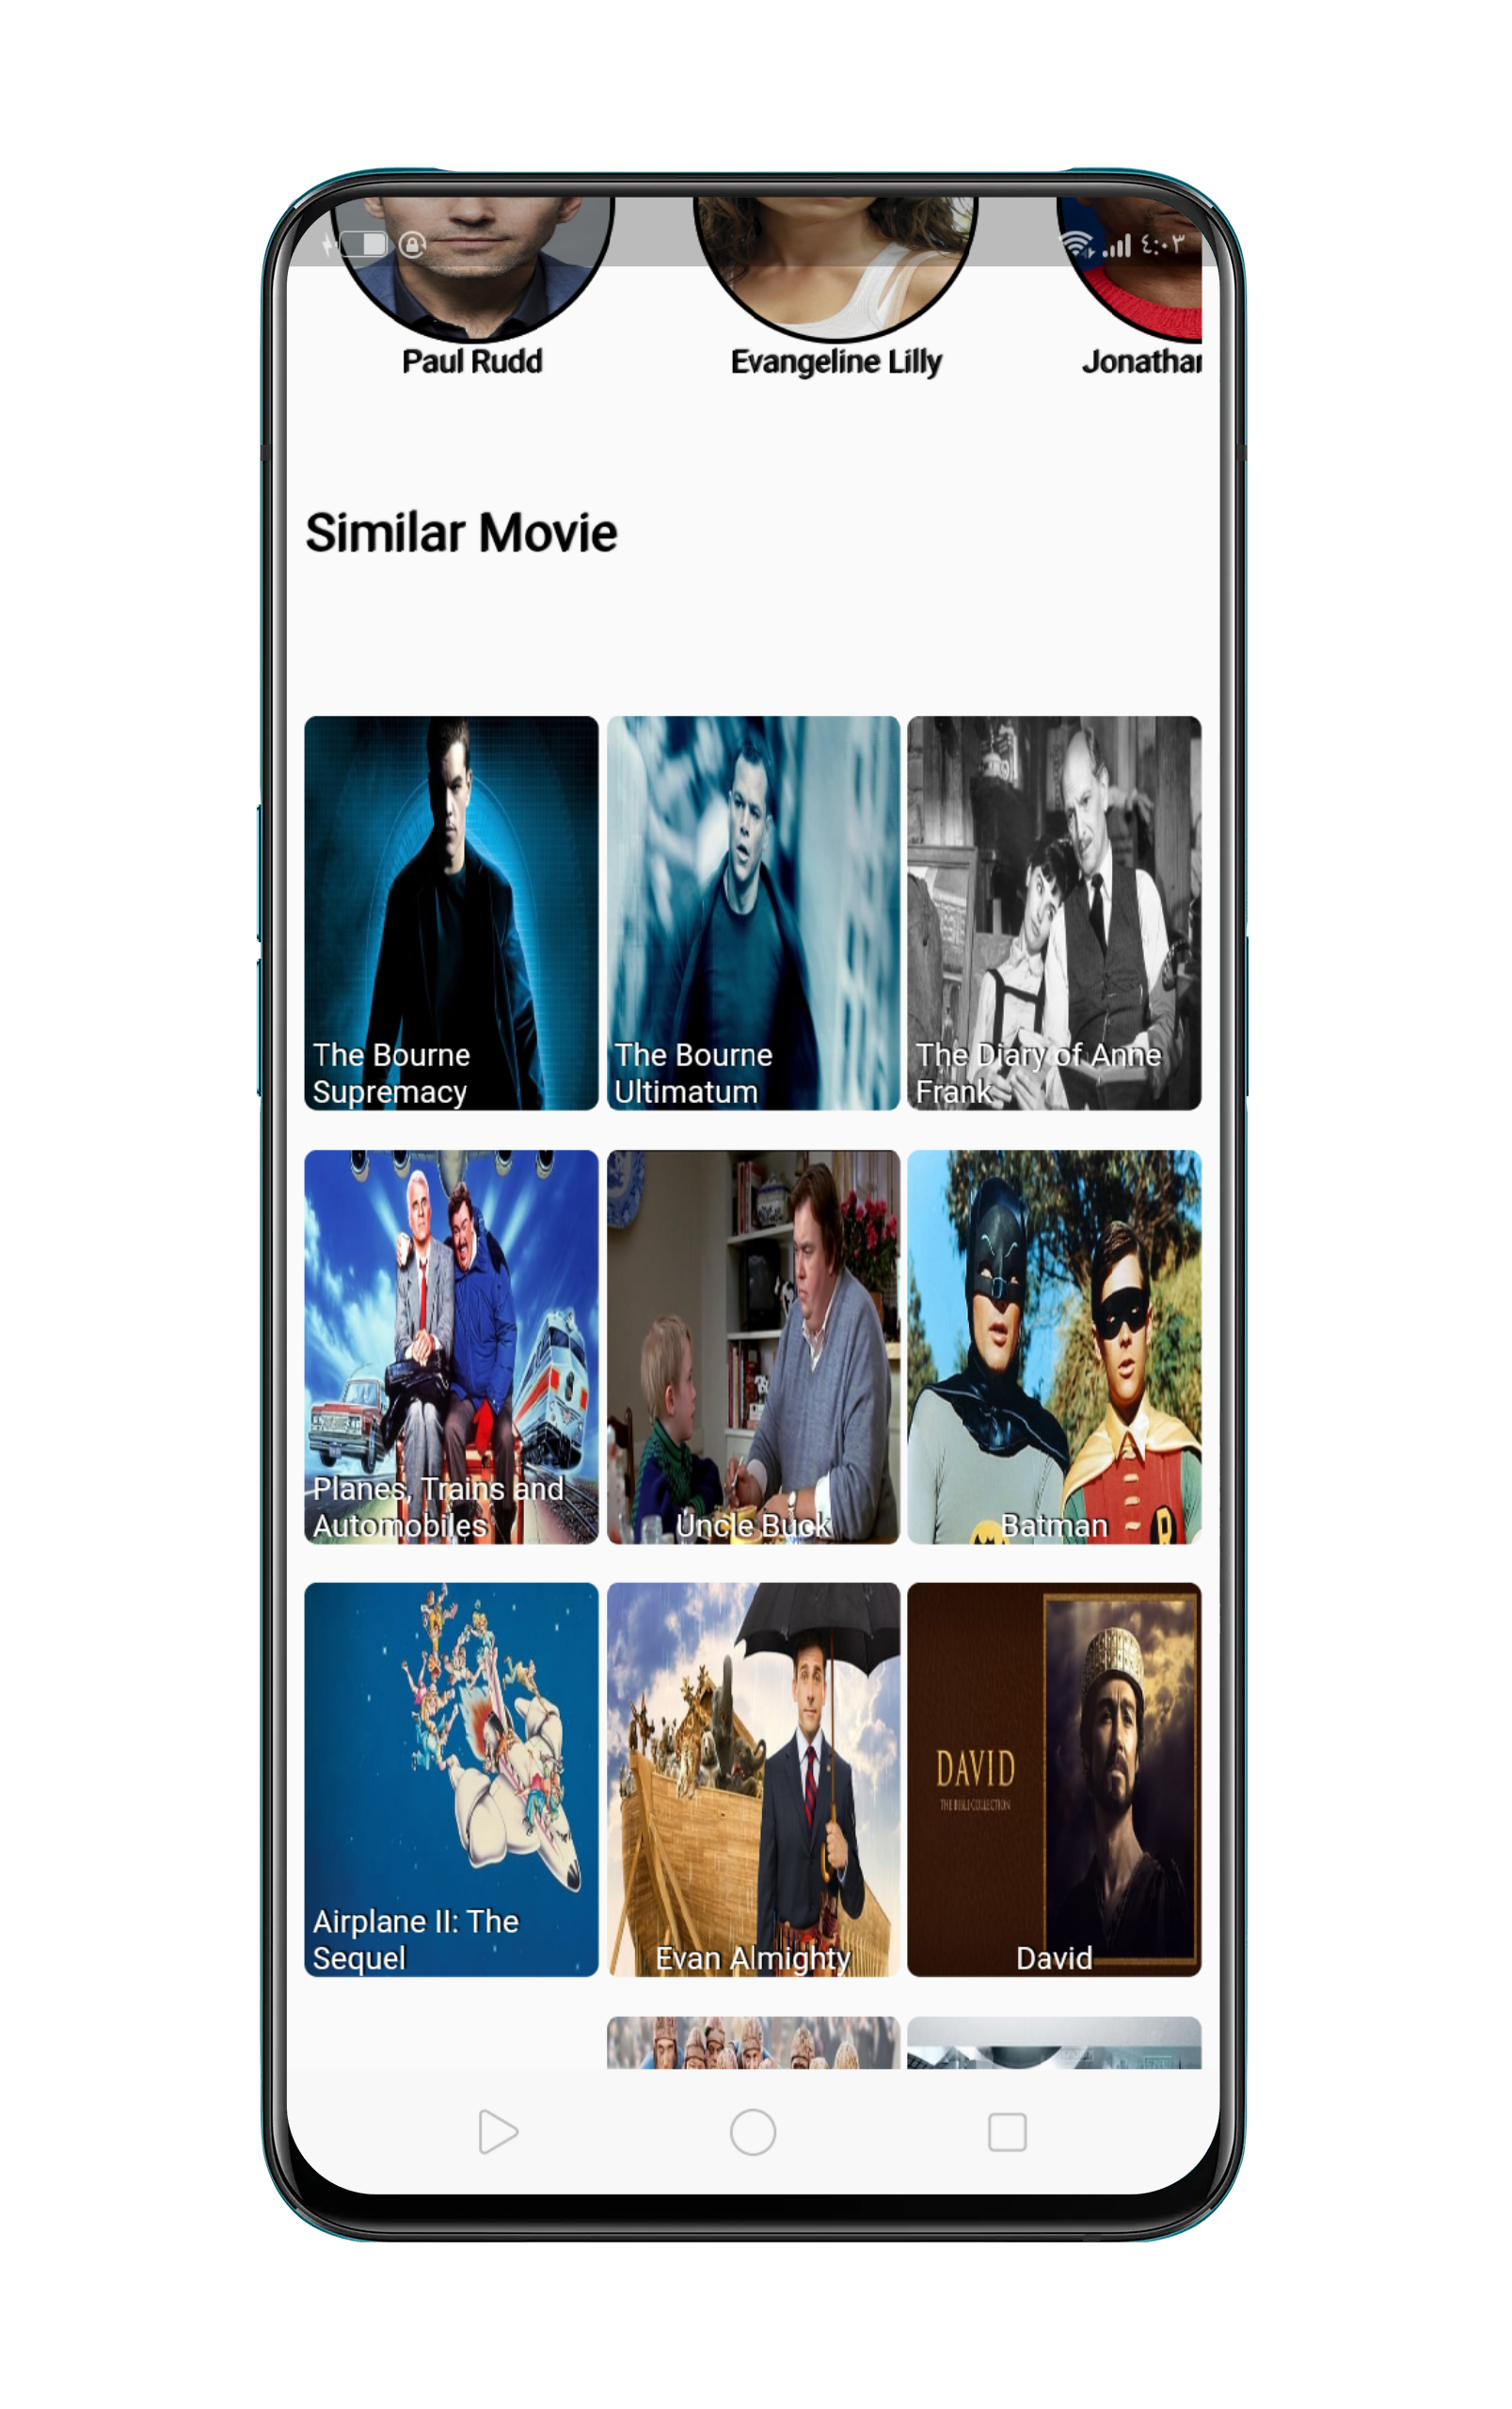 ٤:٠٣
Paul Rudd
Evangeline Lilly
Jonathan
Similar Movie
The Bourne
Supremacy
The Bourne
Ultimatum
The Diary of Anne
Frank
Planes, Trains and
Automobiles
Uncle Buck
Batman
R
Airplane II: The
Sequel
Evan Almighty
DAVID
THE BIBLE COLLECTION
David